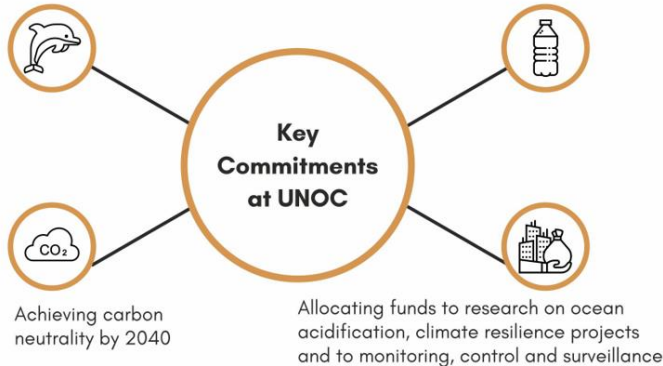 Key
Commitments
at UNOC
CO₂
Achieving carbon
neutrality by 2040
Allocating funds to research on ocean
acidification, climate resilience projects
and to monitoring, control and surveillance